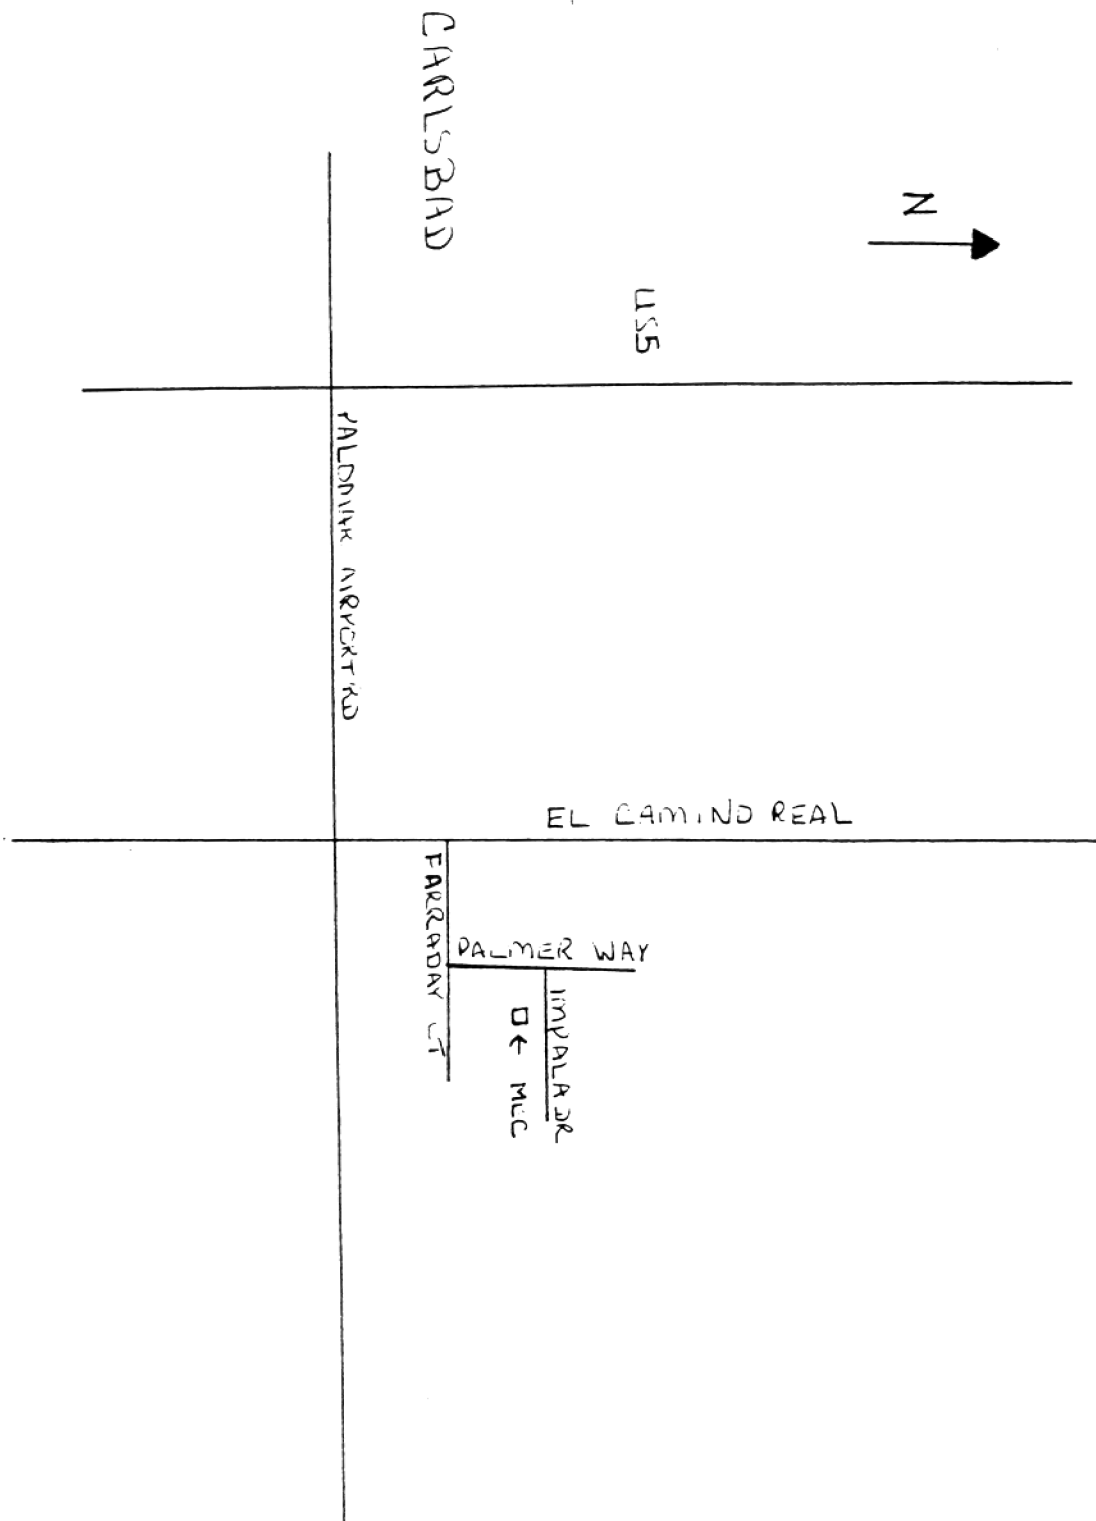 CARLSBAD
N
US5
PALOMAR AIRPORT RD
EL CAMINO REAL
FARRADAY CT
PALMER WAY
IMPALA DR
← MCC